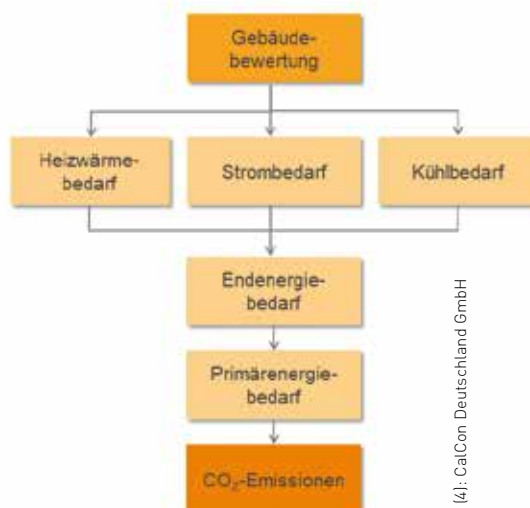 Gebäude-
bewertung
Heizwärme-
bedarf
Strombedarf
Kühlbedarf
Endenergie-
bedarf
Primärenergie-
bedarf
CO₂-Emissionen
(4): CalCon Deutschland GmbH